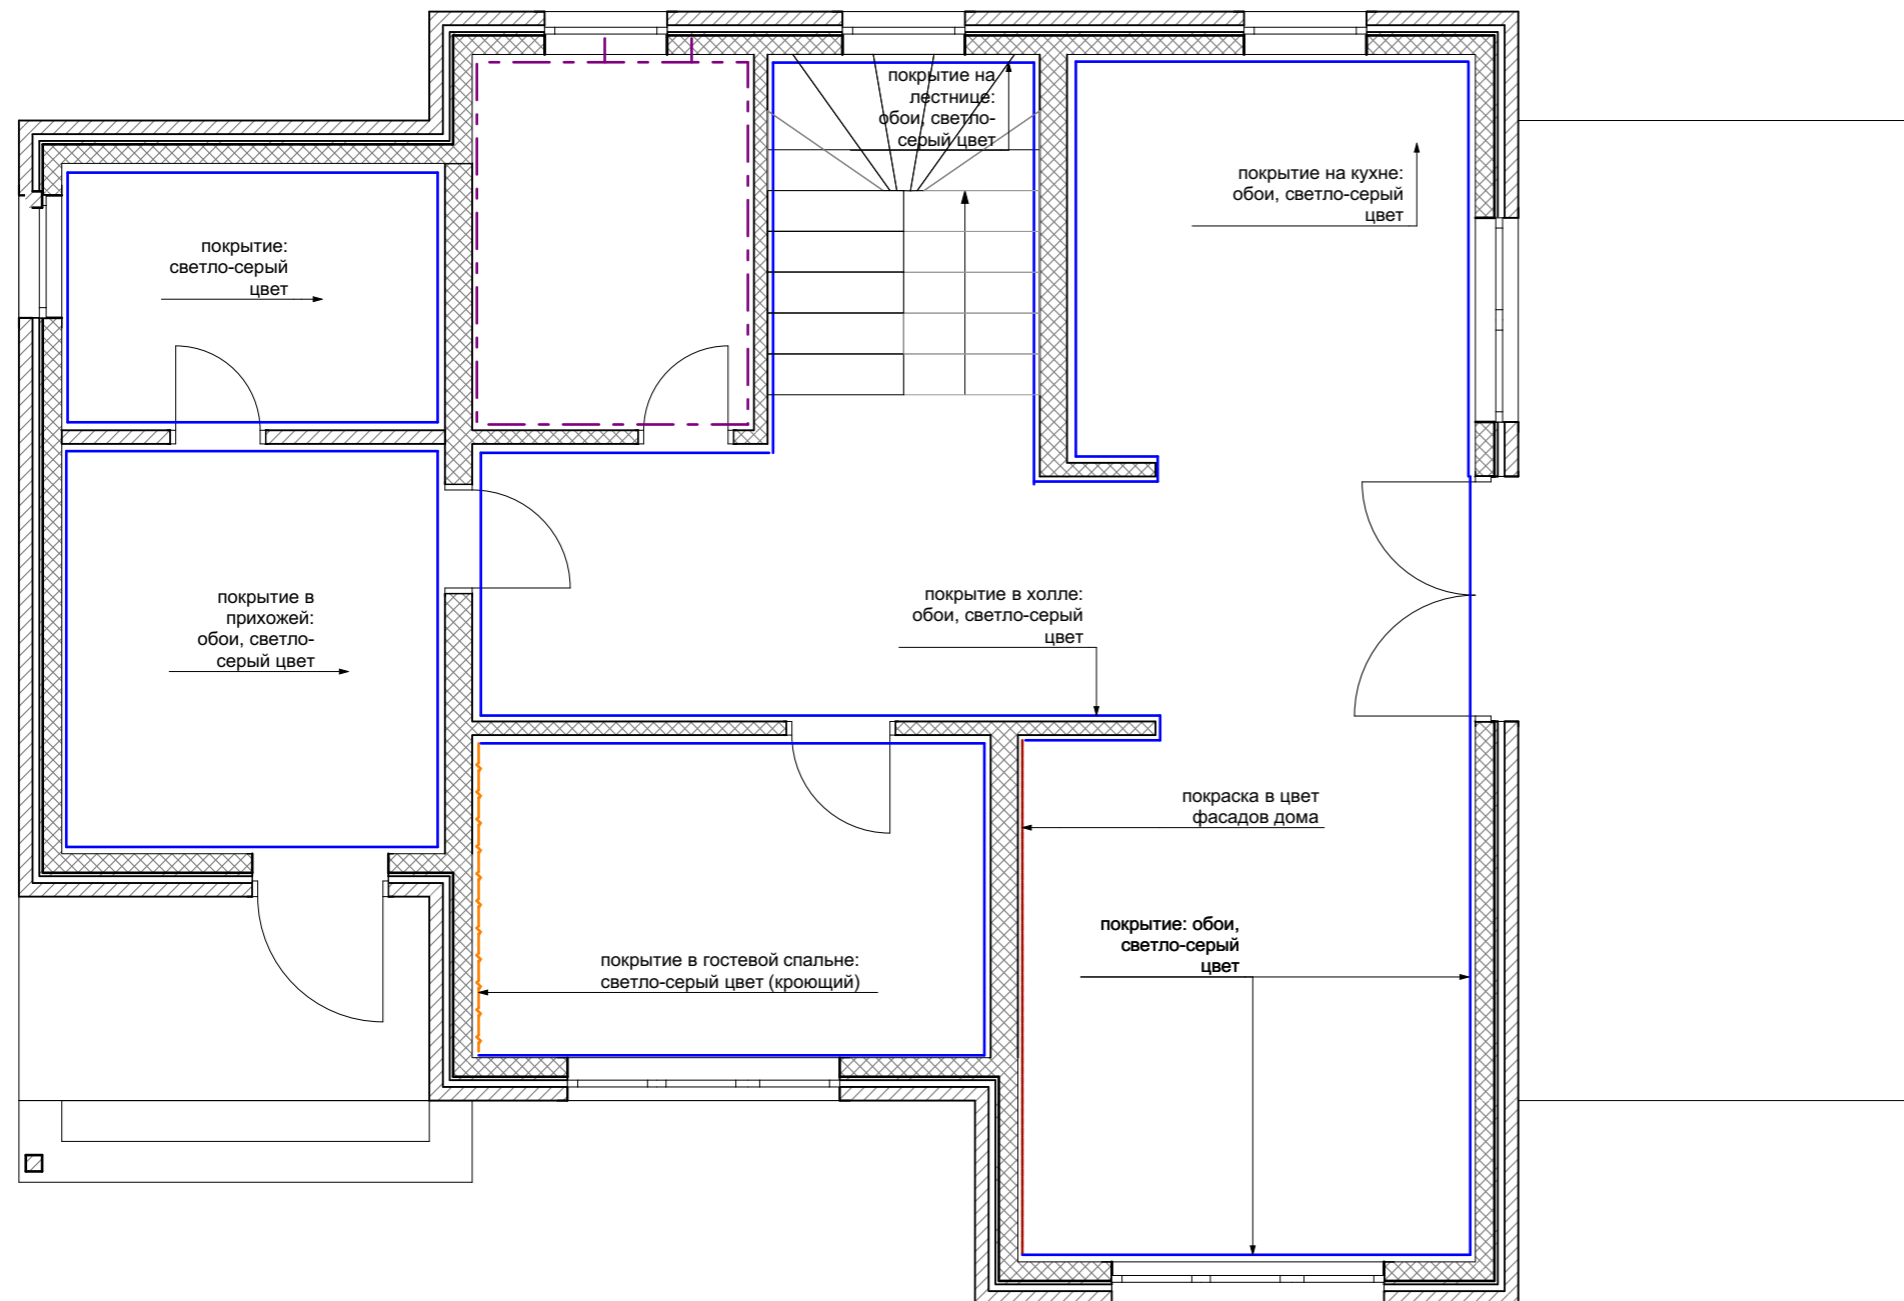 покрытие на
лестнице:
обои, светло-
серый цвет
покрытие на кухне:
обои, светло-серый
цвет
покрытие:
светло-серый
цвет
покрытие в
прихожей:
обои, светло-
серый цвет
покрытие в холле:
обои, светло-серый
цвет
покраска в цвет
фасадов дома
покрытие: обои,
светло-серый
цвет
покрытие в гостевой спальне:
светло-серый цвет (кроющий)